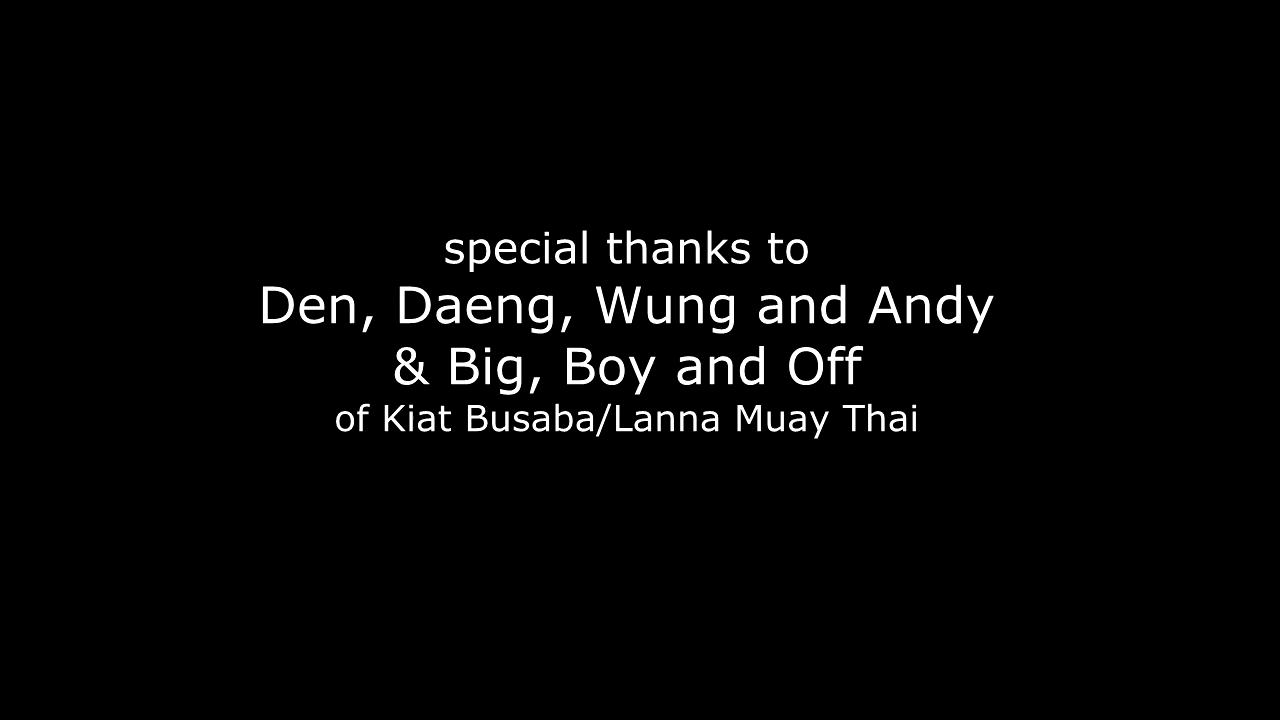 special thanks to
Den, Daeng, Wung and Andy
& Big, Boy and Off
of Kiat Busaba/Lanna Muay Thai